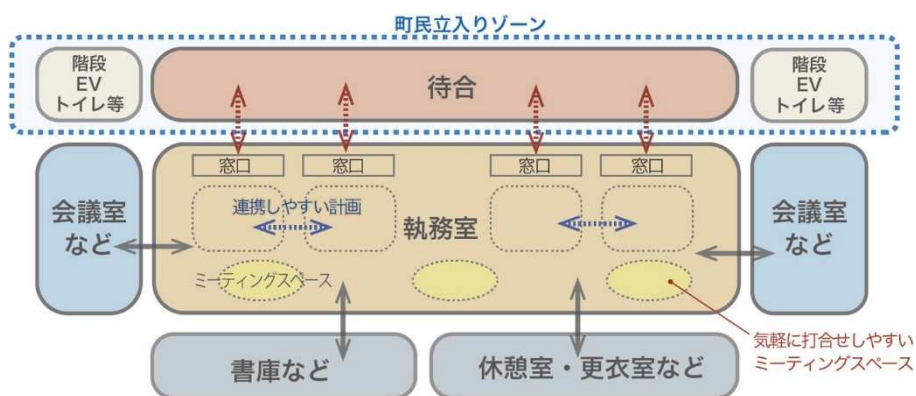 町民立入りゾーン
階段
EV
トイレ等
待合
階段
EV
トイレ等
窓口
窓口
窓口
窓口
会議室
など
連携しやすい計画
執務室
会議室
など
ミーティングスペース
気軽に打合せしやすい
ミーティングスペース
書庫など
休憩室・更衣室など